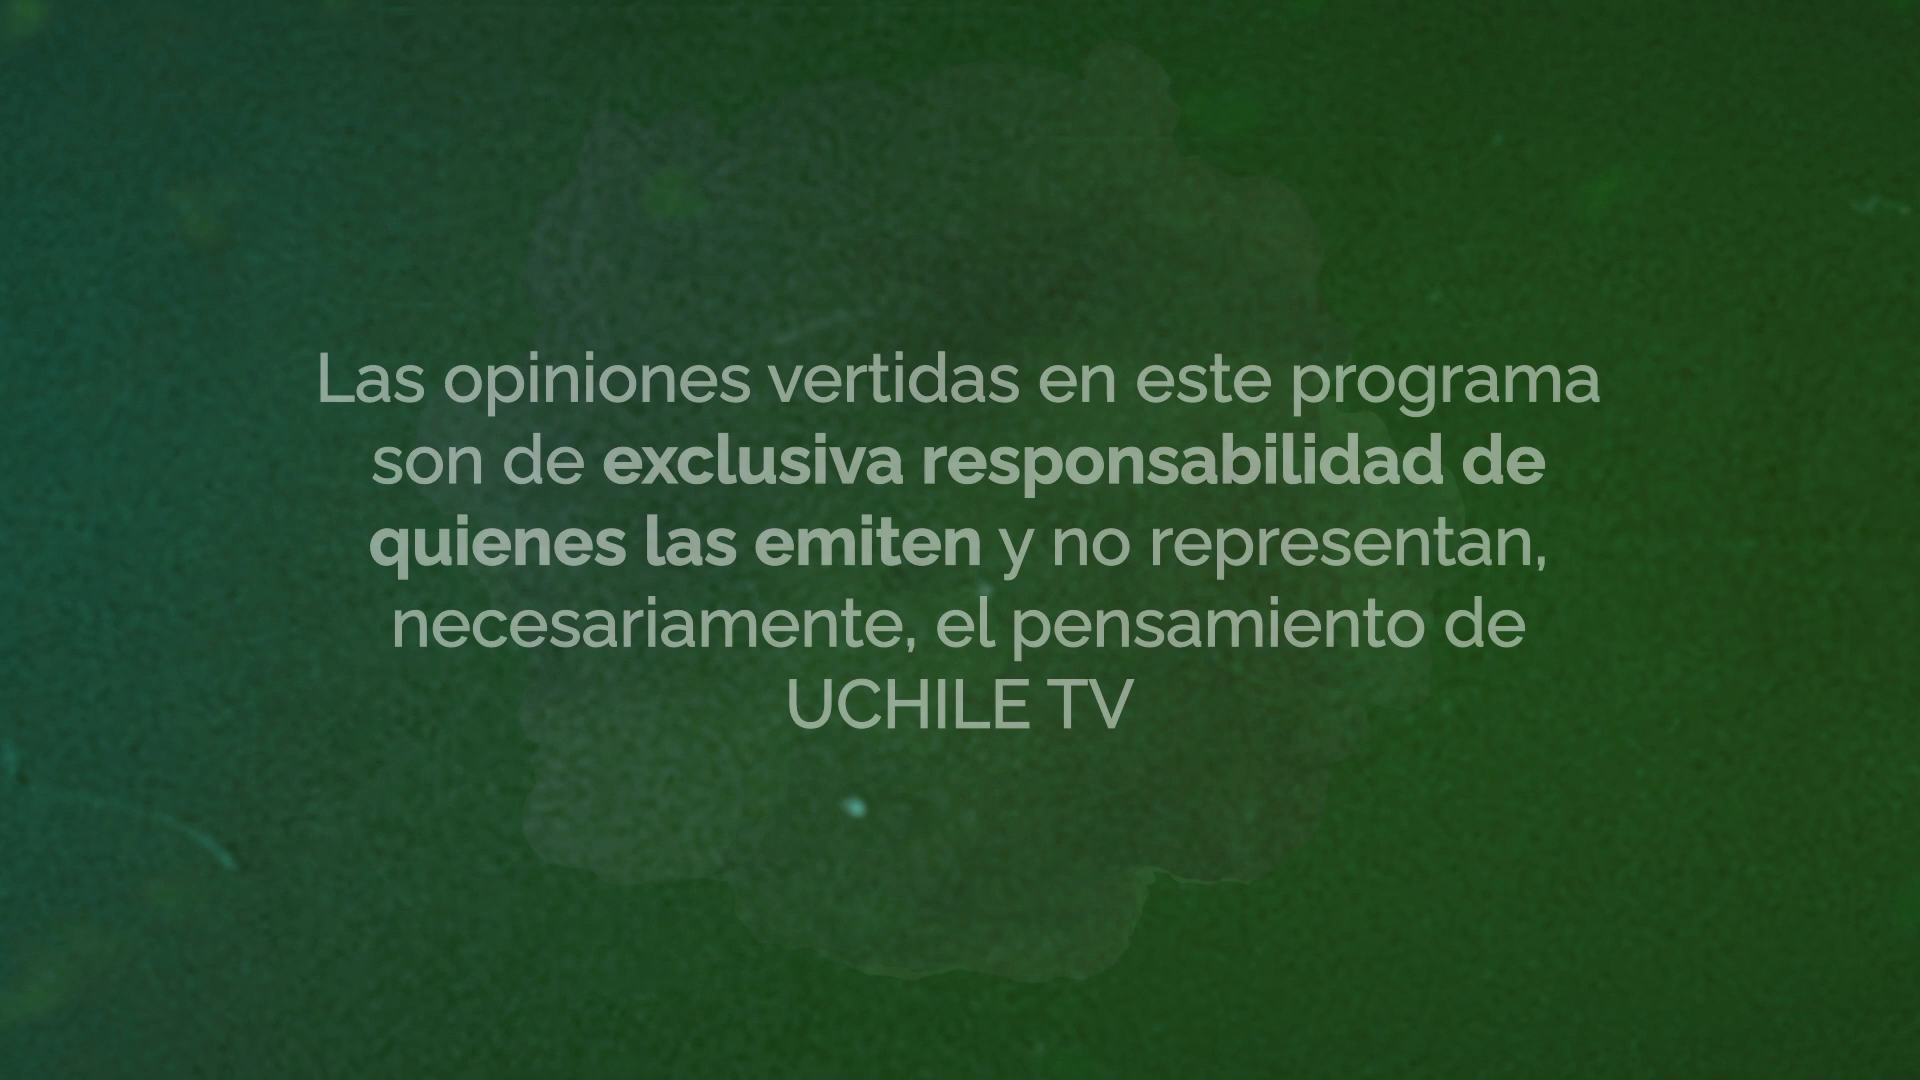 Las opiniones vertidas en este programa
son de exclusiva responsabilidad de
quienes las emiten y no representan,
necesariamente, el pensamiento de
UCHILE TV